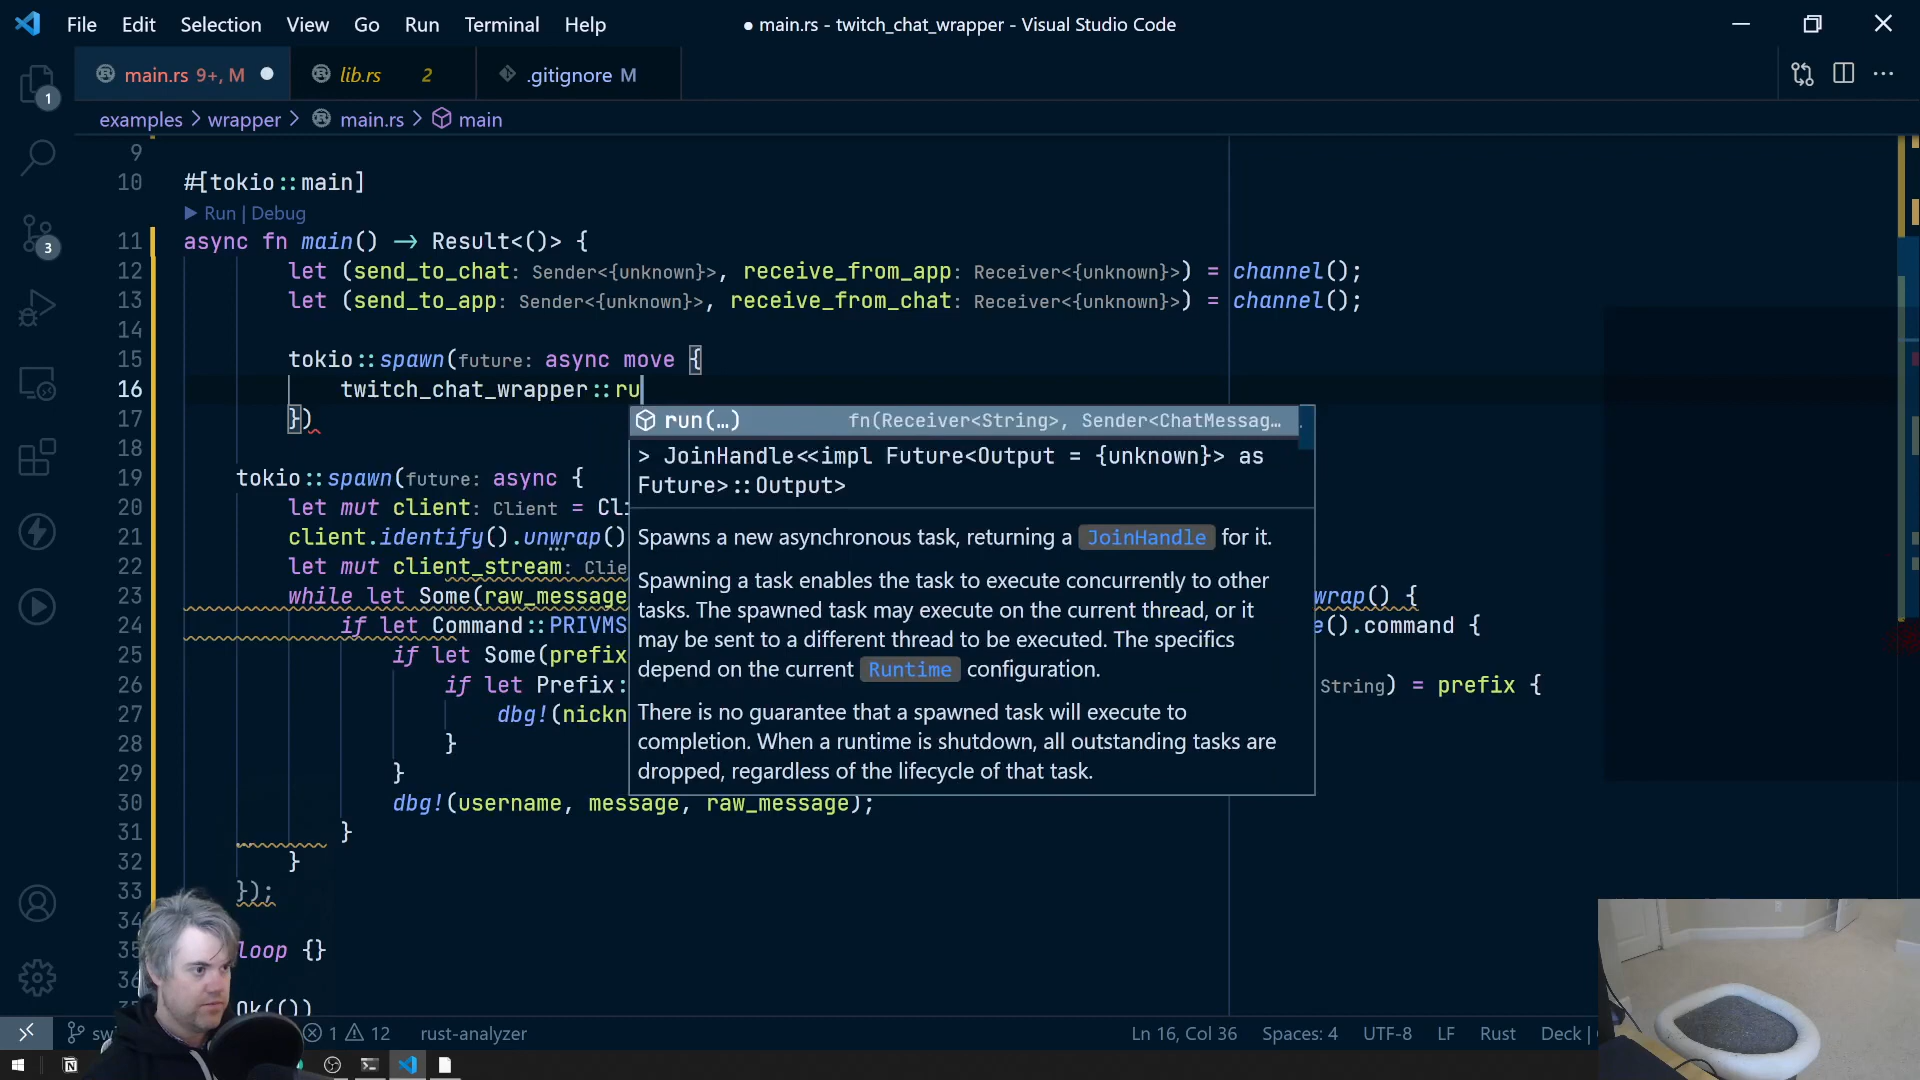 File Edit Selection View Go Run Terminal Help
● main.rs - twitch_chat_wrapper - Visual Studio Code
main.rs 9+, M
lib.rs 2
.gitignore M
examples > wrapper > main.rs > main
1
3
9
10 #[tokio::main]
Run | Debug
11 async fn main() -> Result<()> {
12 let (send_to_chat: Sender<{unknown}>, receive_from_app: Receiver<{unknown}>) = channel();
13 let (send_to_app: Sender<{unknown}>, receive_from_chat: Receiver<{unknown}>) = channel();
14
15 tokio::spawn(future: async move {
16 twitch_chat_wrapper::ru
17 })
18
19 tokio::spawn(future: async {
20 let mut client: Client = Cli
21 client.identify().unwrap()
22 let mut client_stream: Clie
23 while let Some(raw_message wrap() {
24 if let Command::PRIVMS e().command {
25 if let Some(prefix
26 if let Prefix: String) = prefix {
27 dbg!(nickn
28 }
29 }
30 dbg!(username, message, raw_message);
31 }
32 }
33 });
34
35 loop {}
36
Ok(())
run(…) fn(Receiver<String>, Sender<ChatMessag…
> JoinHandle<<impl Future<Output = {unknown}> as
Future>::Output>
Spawns a new asynchronous task, returning a JoinHandle for it.
Spawning a task enables the task to execute concurrently to other
tasks. The spawned task may execute on the current thread, or it
may be sent to a different thread to be executed. The specifics
depend on the current Runtime configuration.
There is no guarantee that a spawned task will execute to
completion. When a runtime is shutdown, all outstanding tasks are
dropped, regardless of the lifecycle of that task.
1 12 rust-analyzer
Ln 16, Col 36 Spaces: 4 UTF-8 LF Rust Deck